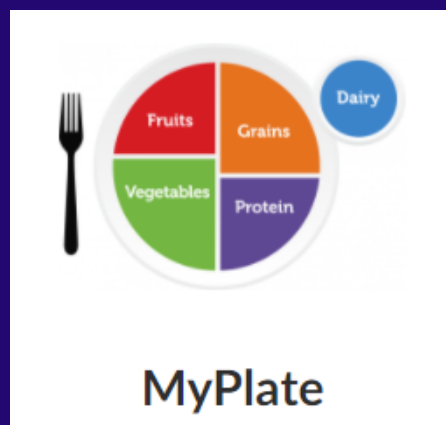 Fruits
Grains
Dairy
Vegetables
Protein
MyPlate